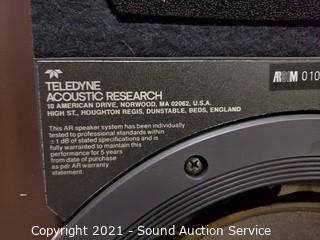 TELEDYNE
ACOUSTIC RESEARCH
10 AMERICAN DRIVE, NORWOOD, MA 02062, U.S.A.
HIGH ST., HOUGHTON REGIS, DUNSTABLE, BEDS, ENGLAND
This AR speaker system has been individually
tested to professional standards within
±1 dB of stated specifications and is
fully warranted to maintain this
performance for 5 years
from date of purchase
as per AR warranty
statement.
010
Copyright 2021 - Sound Auction Service